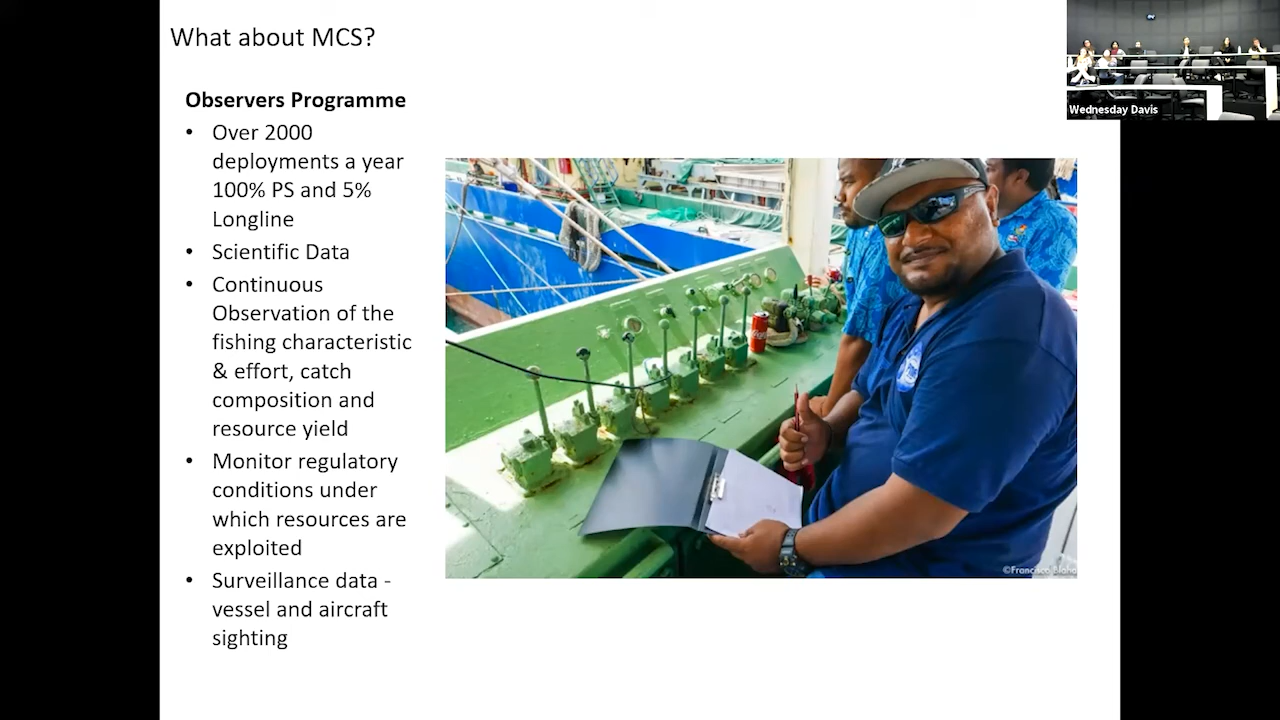 What about MCS?
Observers Programme
• Over 2000
deployments a year
100% PS and 5%
Longline
• Scientific Data
• Continuous
Observation of the
fishing characteristic
& effort, catch
composition and
resource yield
• Monitor regulatory
conditions under
which resources are
exploited
• Surveillance data -
vessel and aircraft
sighting
©Francisco Blaha
Wednesday Davis